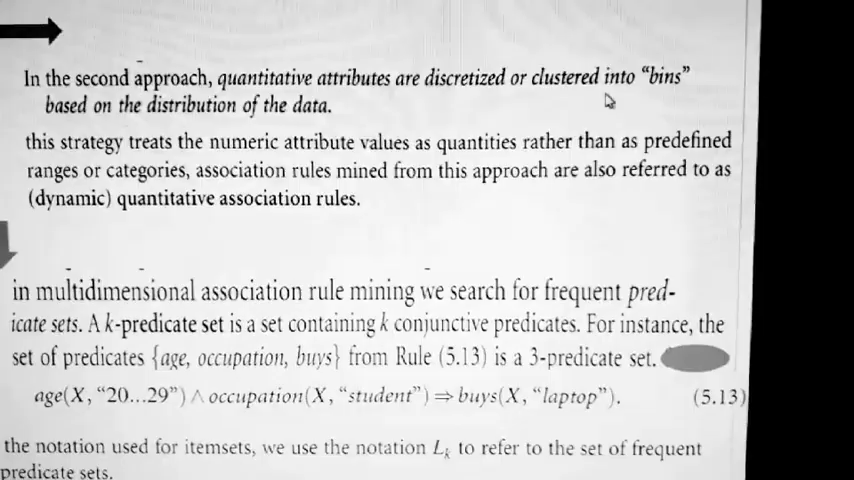 In the second approach, quantitative attributes are discretized or clustered into “bins”
based on the distribution of the data.
this strategy treats the numeric attribute values as quantities rather than as predefined
ranges or categories, association rules mined from this approach are also referred to as
(dynamic) quantitative association rules.
in multidimensional association rule mining we search for frequent pred-
icate sets. A k-predicate set is a set containing k conjunctive predicates. For instance, the
set of predicates {age, occupation, buys} from Rule (5.13) is a 3-predicate set.
age(X, “20...29”) ∧ occupation(X, “student”) ⇒ buys(X, “laptop”). (5.13)
the notation used for itemsets, we use the notation Lk to refer to the set of frequent
predicate sets.